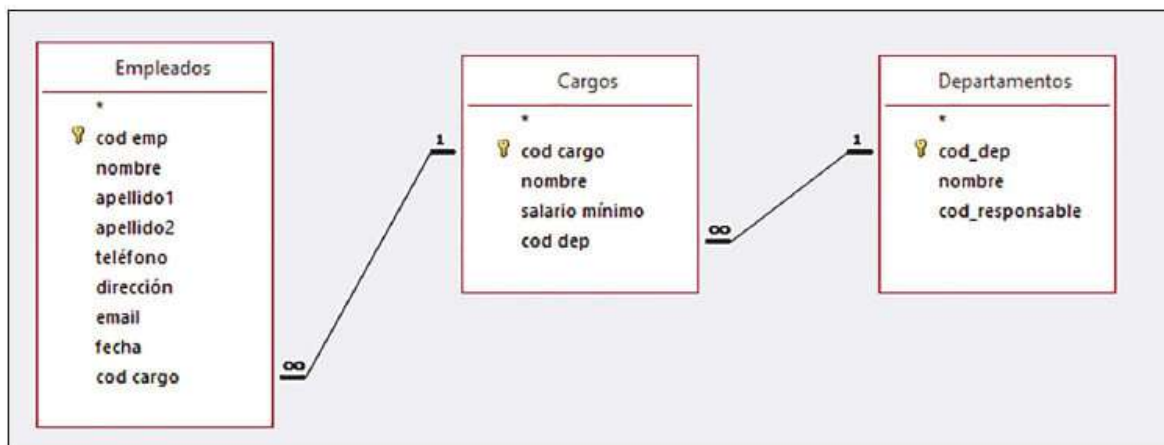 Empleados
*
cod emp
nombre
apellido1
apellido2
teléfono
dirección
email
fecha
cod cargo
∞
1
Cargos
*
cod cargo
nombre
salario mínimo
cod dep
∞
1
Departamentos
*
cod_dep
nombre
cod_responsable